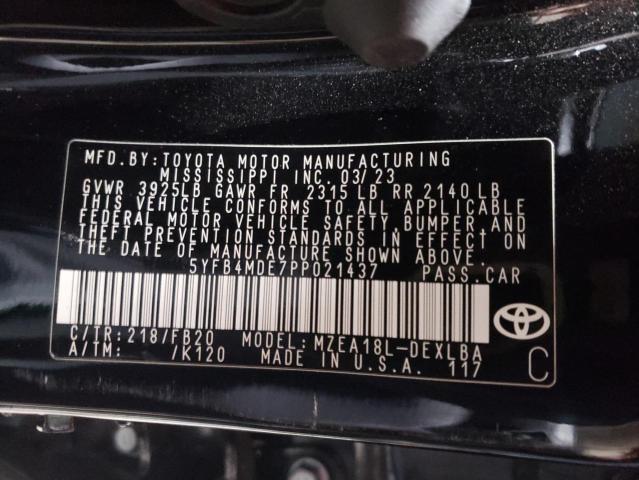 MFD.BY:TOYOTA MOTOR MANUFACTURING
MISSISSIPPI INC. 03/23
GVWR 3925LB GAWR FR 2315 LB RR 2140 LB
THIS VEHICLE CONFORMS TO ALL APPLICABLE
FEDERAL MOTOR VEHICLE SAFETY, BUMPER, AND
THEFT PREVENTION STANDARDS IN EFFECT ON
THE DATE OF MANUFACTURE SHOWN ABOVE.
5YFB4MDE7PP021437 PASS.CAR
C/TR:218/FB20 MODEL:MZEA18L-DEXLBA
A/TM: /K120 MADE IN U.S.A. 117
C